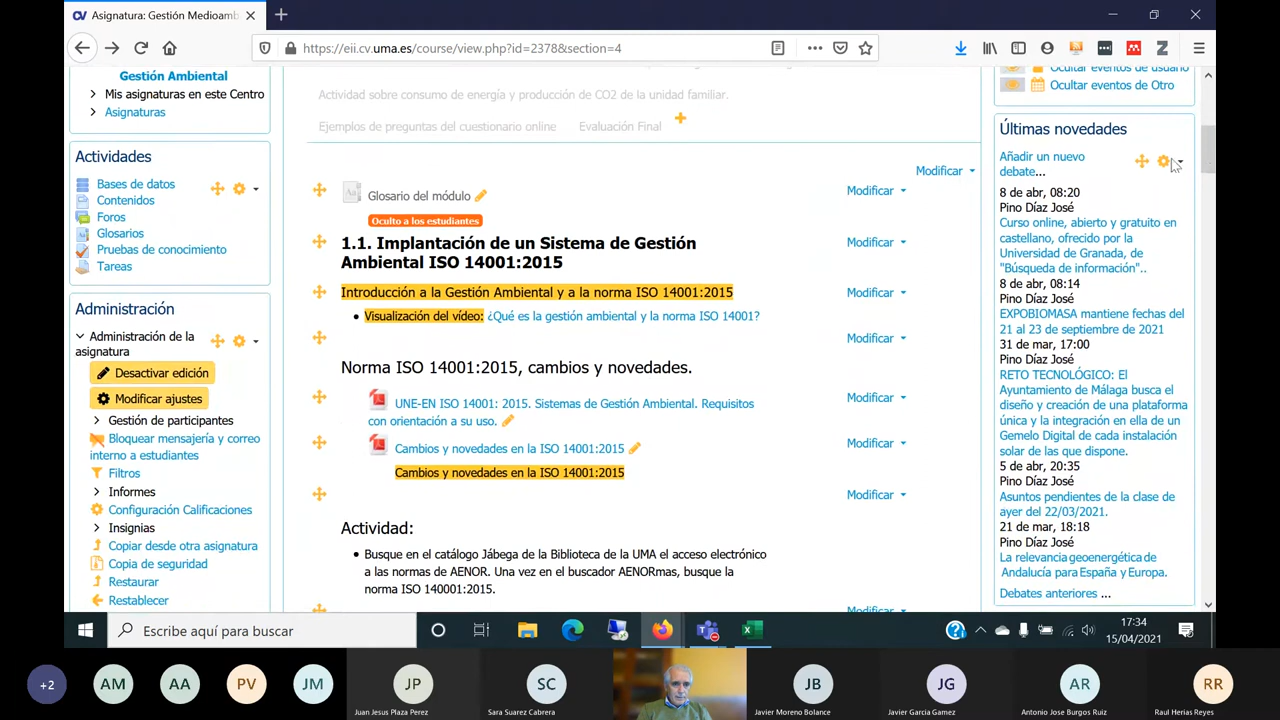 Asignatura: Gestión Medioamb
https://eii.cv.uma.es/course/view.php?id=2378&section=4
Gestión Ambiental
Mis asignaturas en este Centro
Asignaturas
Actividades
Bases de datos
Contenidos
Foros
Glosarios
Pruebas de conocimiento
Tareas
Administración
Administración de la
asignatura
Desactivar edición
Modificar ajustes
Gestión de participantes
Bloquear mensajería y correo
interno a estudiantes
Filtros
Informes
Configuración Calificaciones
Insignias
Copiar desde otra asignatura
Copia de seguridad
Restaurar
Restablecer
Actividad sobre consumo de energía y producción de CO2 de la unidad familiar.
Ejemplos de preguntas del cuestionario online Evaluación Final
Modificar
Glosario del módulo Modificar
Oculto a los estudiantes
1.1. Implantación de un Sistema de Gestión Modificar
Ambiental ISO 14001:2015
Introducción a la Gestión Ambiental y a la norma ISO 14001:2015 Modificar
Visualización del vídeo: ¿Qué es la gestión ambiental y la norma ISO 14001?
Modificar
Norma ISO 14001:2015, cambios y novedades.
UNE-EN ISO 14001: 2015. Sistemas de Gestión Ambiental. Requisitos Modificar
con orientación a su uso.
Cambios y novedades en la ISO 14001:2015 Modificar
Cambios y novedades en la ISO 14001:2015
Modificar
Actividad:
Busque en el catálogo Jábega de la Biblioteca de la UMA el acceso electrónico
a las normas de AENOR. Una vez en el buscador AENORmas, busque la
norma ISO 14001:2015.
Modificar
Ocultar eventos de usuario
Ocultar eventos de Otro
Últimas novedades
Añadir un nuevo
debate...
8 de abr, 08:20
Pino Díaz José
Curso online, abierto y gratuito en
castellano, ofrecido por la
Universidad de Granada, de
"Búsqueda de información"..
8 de abr, 08:14
Pino Díaz José
EXPOBIOMASA mantiene fechas del
21 al 23 de septiembre de 2021
31 de mar, 17:00
Pino Díaz José
RETO TECNOLÓGICO: El
Ayuntamiento de Málaga busca el
diseño y creación de una plataforma
única y la integración en ella de un
Gemelo Digital de cada instalación
solar de las que dispone.
5 de abr, 20:35
Pino Díaz José
Asuntos pendientes de la clase de
ayer del 22/03/2021.
21 de mar, 18:18
Pino Díaz José
La relevancia geoenergética de
Andalucía para España y Europa.
Debates anteriores ...
Escribe aquí para buscar
17:34
15/04/2021
+2
AM
AA
PV
JM
JP
Juan Jesus Plaza Perez
SC
Sara Suarez Cabrera
JB
Javier Moreno Bolance
JG
Javier Garcia Gamez
AR
Antonio Jose Burgos Ruiz
RR
Raul Herias Reyes